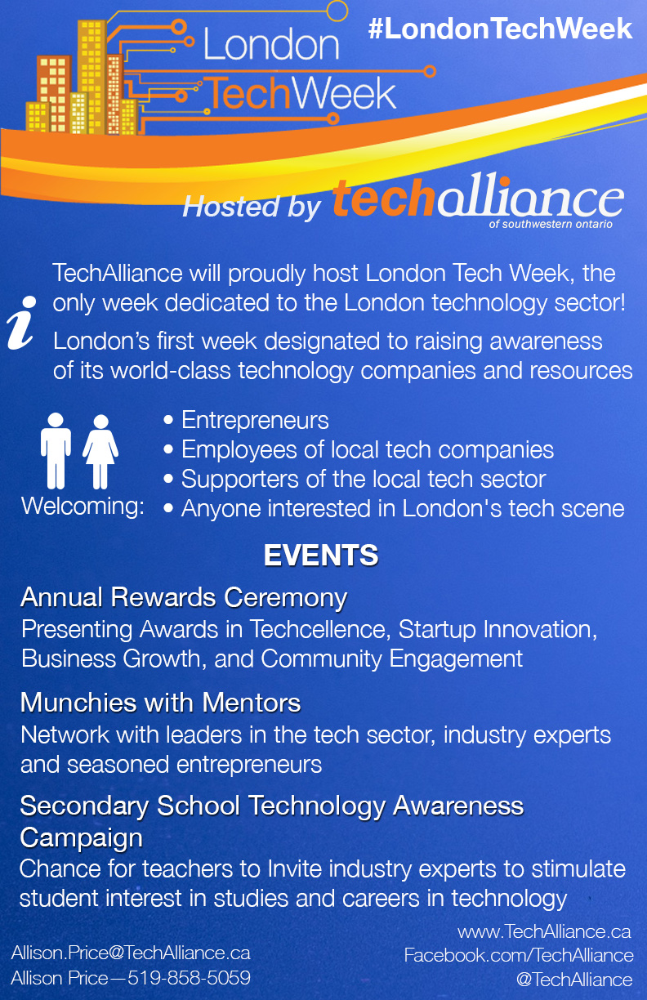 #LondonTechWeek
London
TechWeek
Hosted by techalliance
of southwestern ontario
i
TechAlliance will proudly host London Tech Week, the
only week dedicated to the London technology sector!
London's first week designated to raising awareness
of its world-class technology companies and resources
Welcoming:
• Entrepreneurs
• Employees of local tech companies
• Supporters of the local tech sector
• Anyone interested in London's tech scene
EVENTS
Annual Rewards Ceremony
Presenting Awards in Techcellence, Startup Innovation,
Business Growth, and Community Engagement
Munchies with Mentors
Network with leaders in the tech sector, industry experts
and seasoned entrepreneurs
Secondary School Technology Awareness
Campaign
Chance for teachers to Invite industry experts to stimulate
student interest in studies and careers in technology
Allison.Price@TechAlliance.ca
Allison Price—519-858-5059
www.TechAlliance.ca
Facebook.com/TechAlliance
@TechAlliance